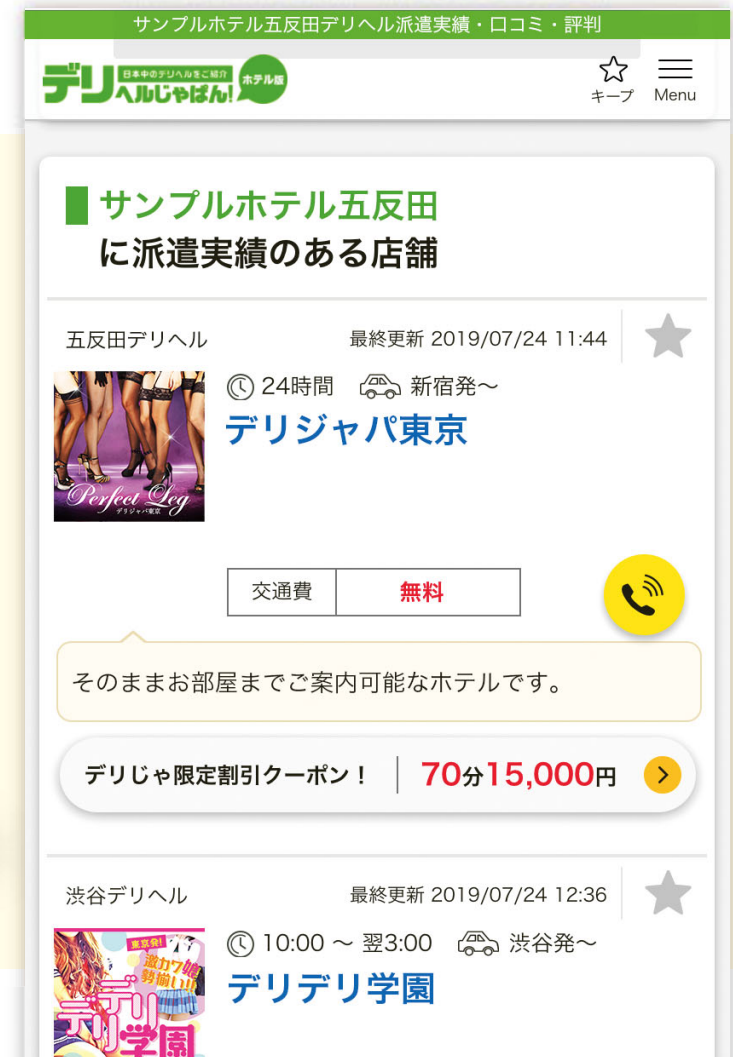 サンプルホテル五反田デリヘル派遣実績・口コミ・評判
デリヘルじゃぱん!
日本中のデリヘルをご紹介
ホテル版
キープ
Menu
サンプルホテル五反田
に派遣実績のある店舗
五反田デリヘル
最終更新 2019/07/24 11:44
24時間 新宿発〜
デリジャパ東京
Perfect Leg
デリジャパ東京
交通費 無料
そのままお部屋までご案内可能なホテルです。
デリじゃ限定割引クーポン！ 70分15,000円
渋谷デリヘル
最終更新 2019/07/24 12:36
10:00 〜 翌3:00 渋谷発〜
デリデリ学園
東京発!
激カワ娘
勢揃い!!
デリデリ学園